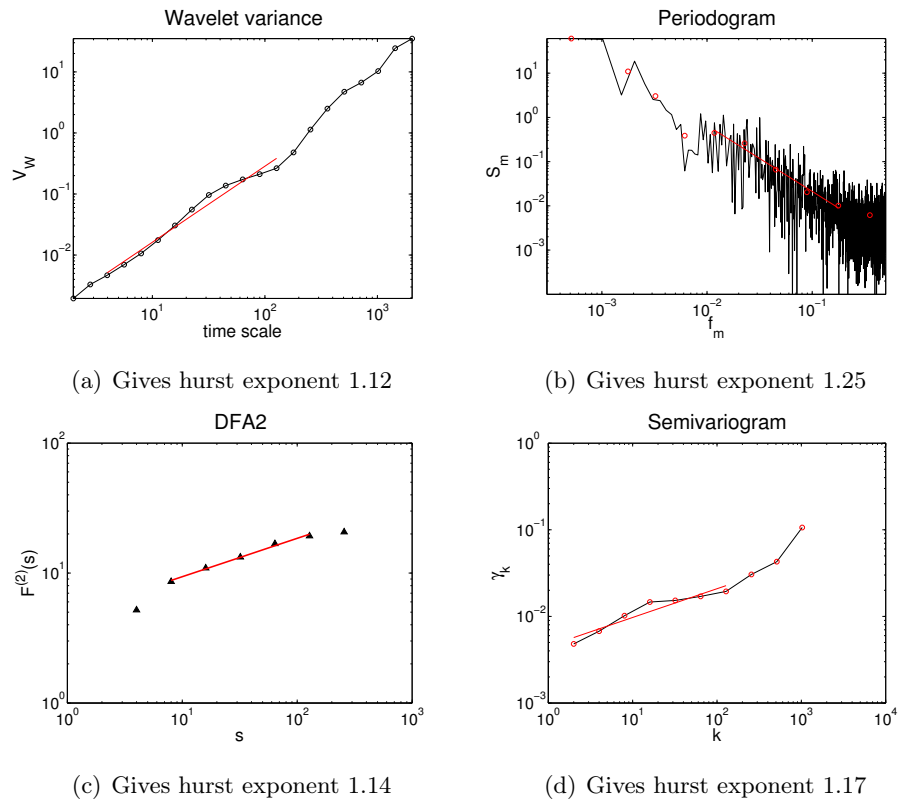 Wavelet variance
V_W
10^1
10^0
10^-1
10^-2
10^1
10^2
10^3
time scale
(a) Gives hurst exponent 1.12
Periodogram
S_m
10^1
10^0
10^-1
10^-2
10^-3
10^-3
10^-2
10^-1
f_m
(b) Gives hurst exponent 1.25
DFA2
F^(2)(s)
10^2
10^1
10^0
10^0
10^1
10^2
10^3
s
(c) Gives hurst exponent 1.14
Semivariogram
γ_k
10^0
10^-1
10^-2
10^-3
10^0
10^1
10^2
10^3
10^4
k
(d) Gives hurst exponent 1.17